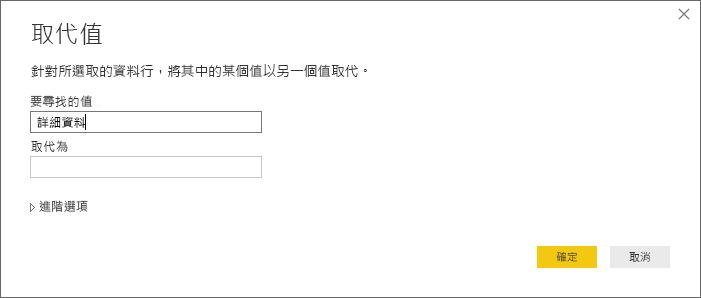 取代值
針對所選取的資料行，將其中的某個值以另一個值取代。
要尋找的值
詳細資料
取代為
進階選項
確定
取消